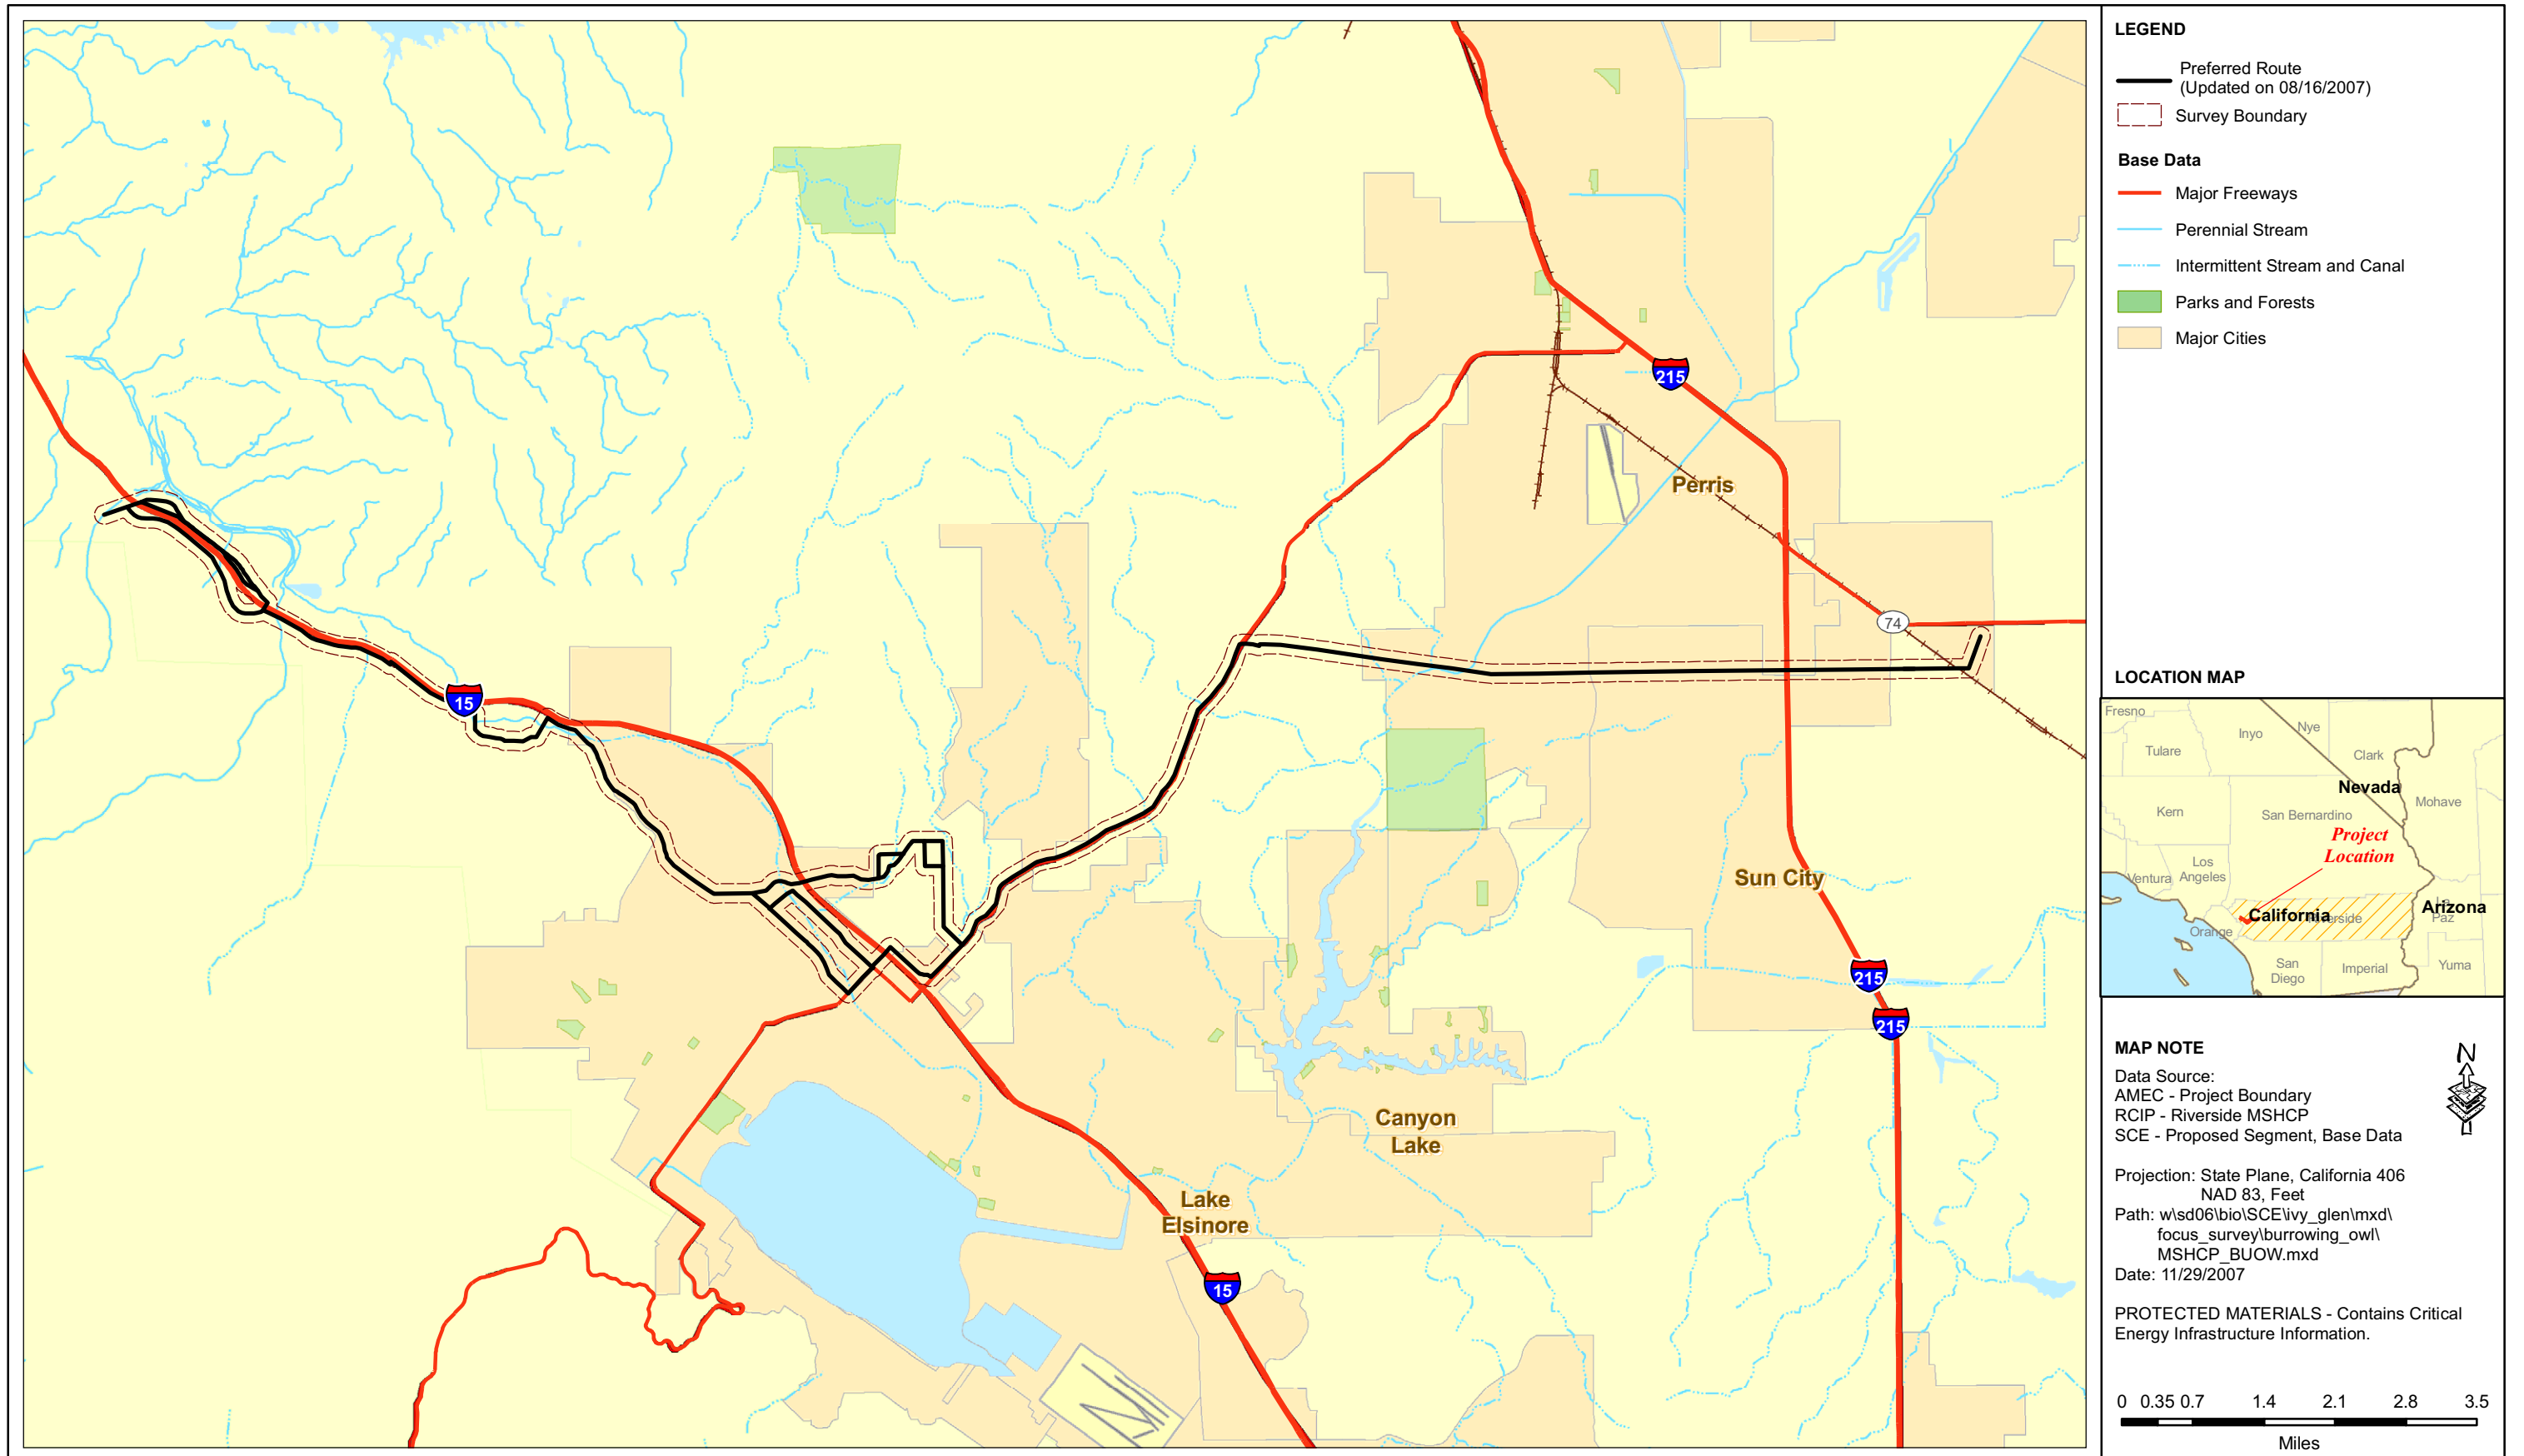 215
Perris
74
15
Sun City
215
215
Canyon
Lake
Lake
Elsinore
15
LEGEND
Preferred Route
(Updated on 08/16/2007)
Survey Boundary
Base Data
Major Freeways
Perennial Stream
Intermittent Stream and Canal
Parks and Forests
Major Cities
LOCATION MAP
Fresno
Inyo
Nye
Tulare
Clark
Nevada
Mohave
Kern
San Bernardino
Project
Location
Los
Angeles
Ventura
La
Paz
Arizona
California
Riverside
Orange
San
Diego
Imperial
Yuma
MAP NOTE
N
Data Source:
AMEC - Project Boundary
RCIP - Riverside MSHCP
SCE - Proposed Segment, Base Data
Projection: State Plane, California 406
NAD 83, Feet
Path: w\sd06\bio\SCE\ivy_glen\mxd\
focus_survey\burrowing_owl\
MSHCP_BUOW.mxd
Date: 11/29/2007
PROTECTED MATERIALS - Contains Critical
Energy Infrastructure Information.
0 0.35 0.7 1.4 2.1 2.8 3.5
Miles